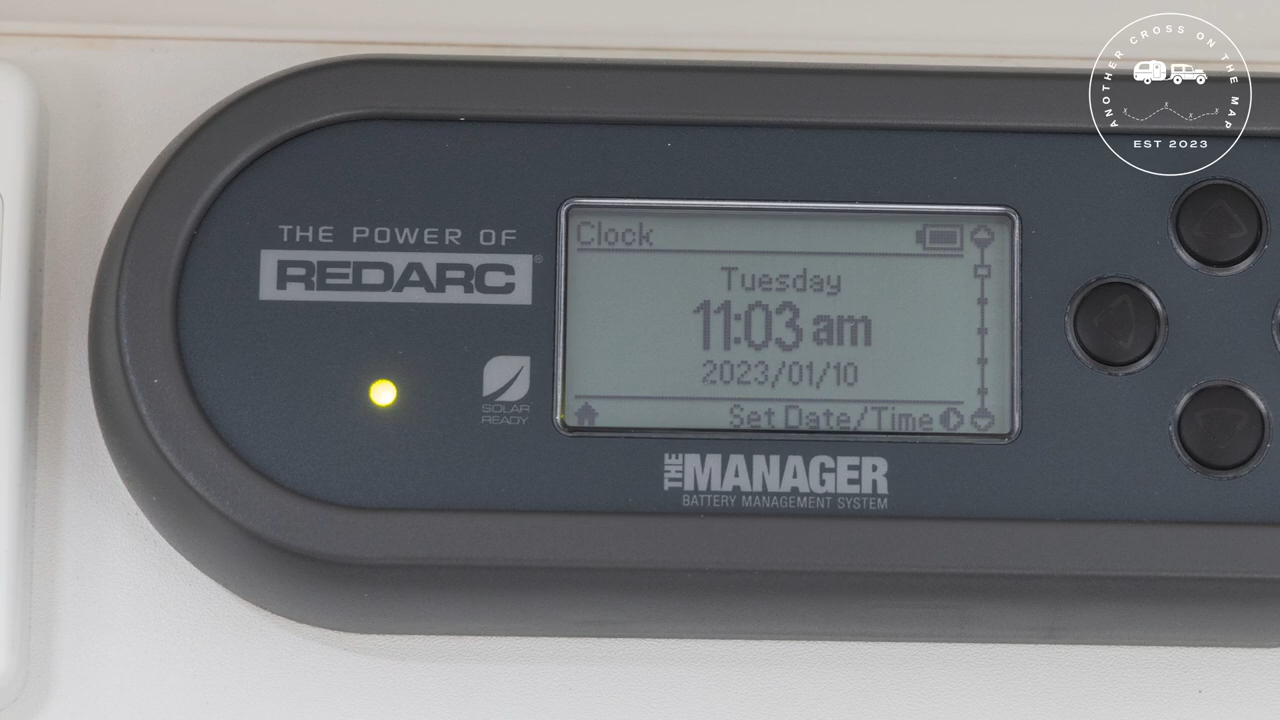 ANOTHER CROSS ON THE MAP
EST 2023
THE POWER OF
REDARC®
SOLAR
READY
Clock
Tuesday
11:03 am
2023/01/10
Set Date/Time
THE MANAGER
BATTERY MANAGEMENT SYSTEM